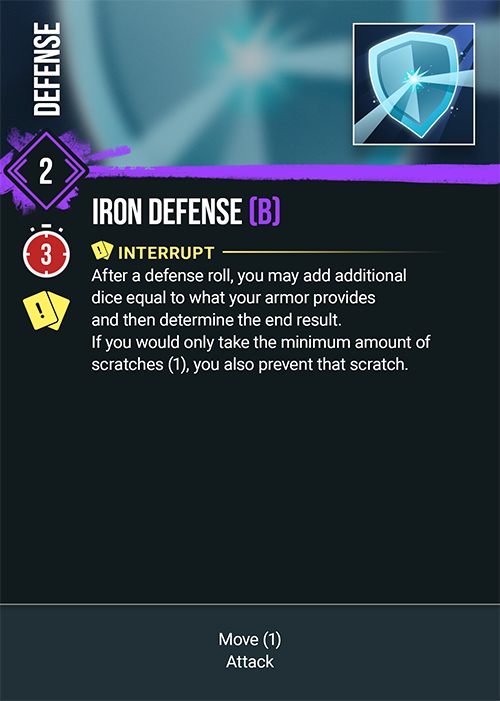 DEFENSE
2
IRON DEFENSE (B)
3
! INTERRUPT
After a defense roll, you may add additional
dice equal to what your armor provides
and then determine the end result.
!
If you would only take the minimum amount of
scratches (1), you also prevent that scratch.
Move (1)
Attack